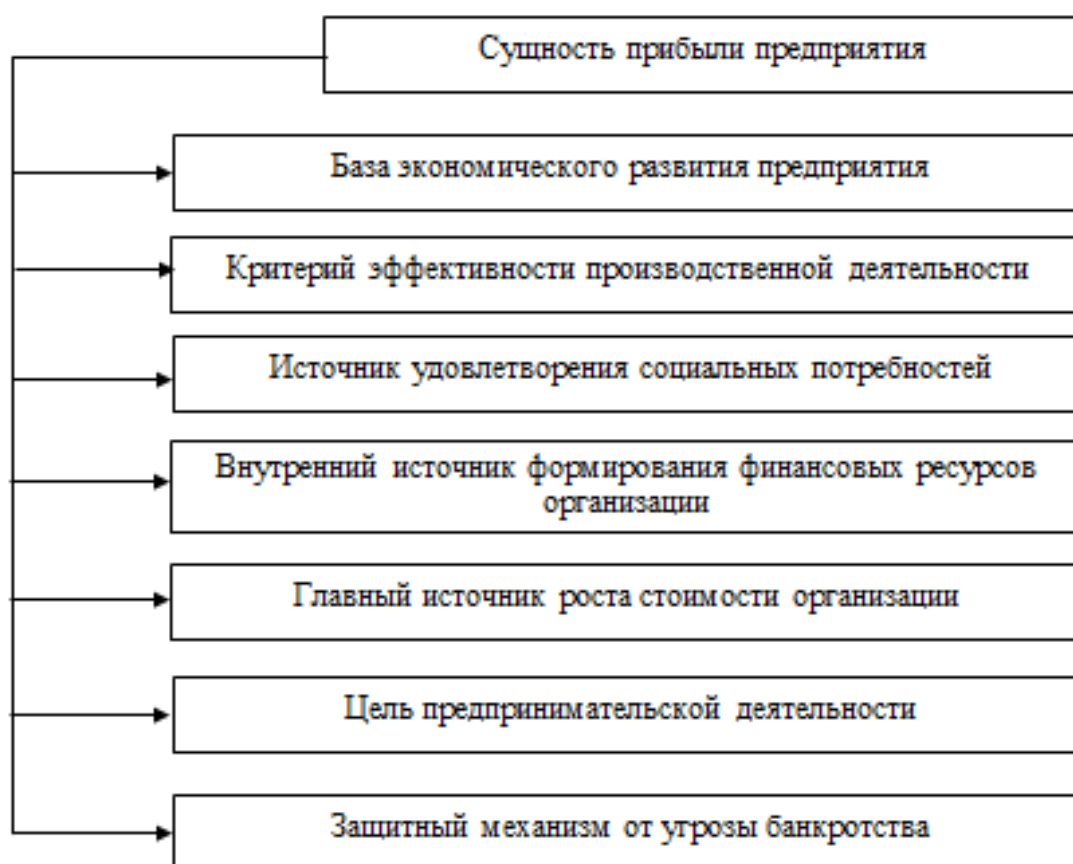 Сущность прибыли предприятия
База экономического развития предприятия
Критерий эффективности производственной деятельности
Источник удовлетворения социальных потребностей
Внутренний источник формирования финансовых ресурсов
организации
Главный источник роста стоимости организации
Цель предпринимательской деятельности
Защитный механизм от угрозы банкротства